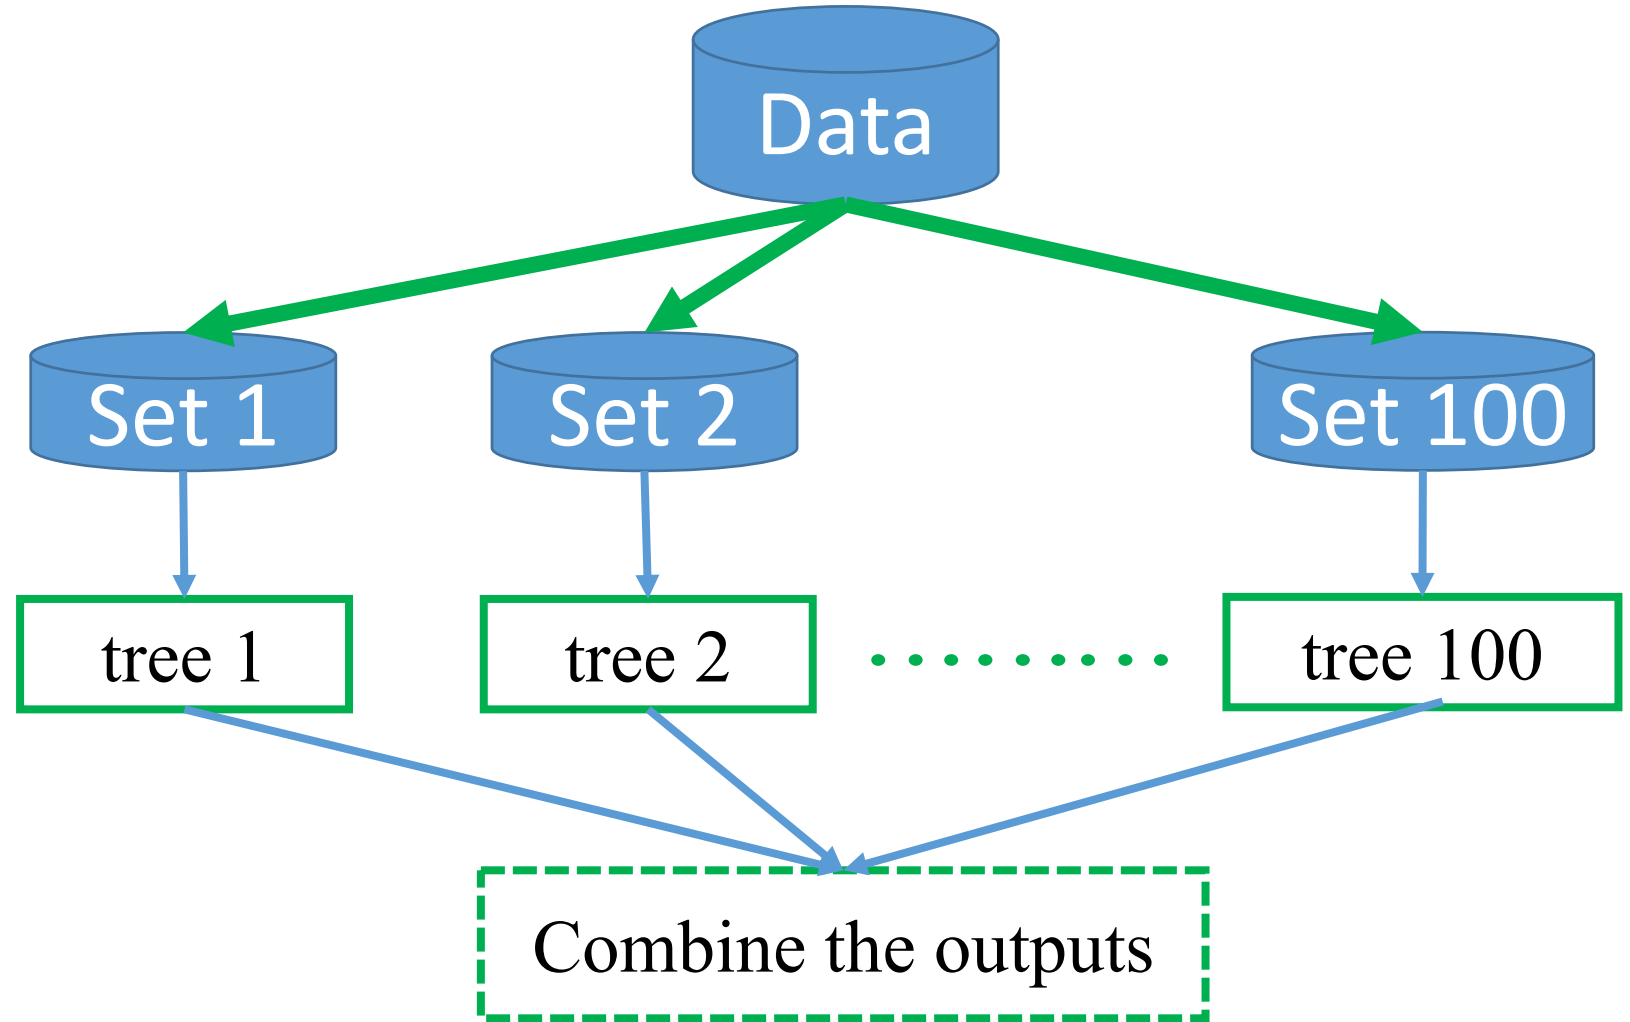 Data
Set 1
Set 2
Set 100
tree 1
tree 2
tree 100
Combine the outputs